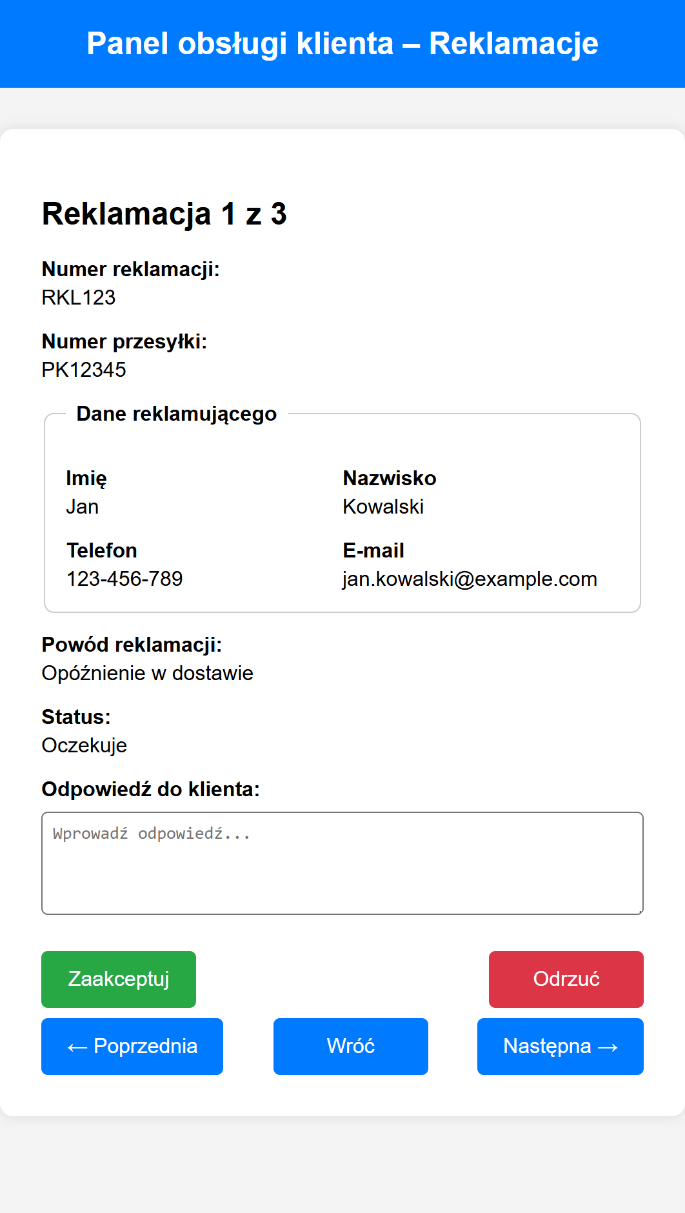 Panel obsługi klienta – Reklamacje
Reklamacja 1 z 3
Numer reklamacji:
RKL123
Numer przesyłki:
PK12345
Dane reklamującego
Imię
Jan
Nazwisko
Kowalski
Telefon
123-456-789
E-mail
jan.kowalski@example.com
Powód reklamacji:
Opóźnienie w dostawie
Status:
Oczekuje
Odpowiedź do klienta:
Wprowadź odpowiedź...
Zaakceptuj
Odrzuć
← Poprzednia
Wróć
Następna →